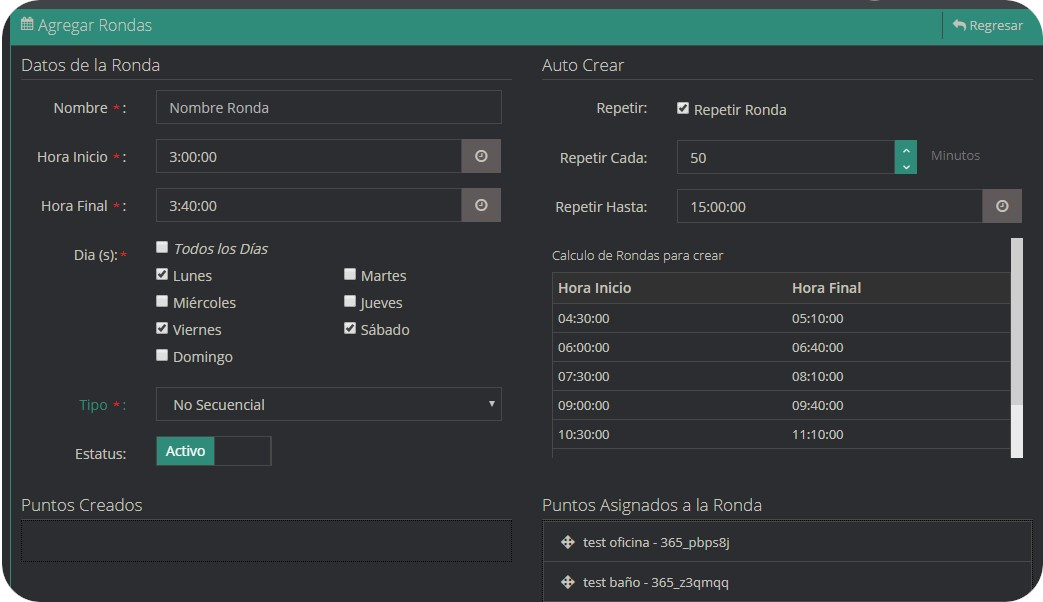 Agregar Rondas
Regresar
Datos de la Ronda
Nombre * :
Nombre Ronda
Hora Inicio * :
3:00:00
Hora Final * :
3:40:00
Dia (s): *
Todos los Días
Lunes
Martes
Miércoles
Jueves
Viernes
Sábado
Domingo
Tipo * :
No Secuencial
Estatus:
Activo
Auto Crear
Repetir:
Repetir Ronda
Repetir Cada:
50
Minutos
Repetir Hasta:
15:00:00
Calculo de Rondas para crear
Hora Inicio Hora Final
04:30:00 05:10:00
06:00:00 06:40:00
07:30:00 08:10:00
09:00:00 09:40:00
10:30:00 11:10:00
Puntos Creados
Puntos Asignados a la Ronda
test oficina - 365_pbps8j
test baño - 365_z3qmqq